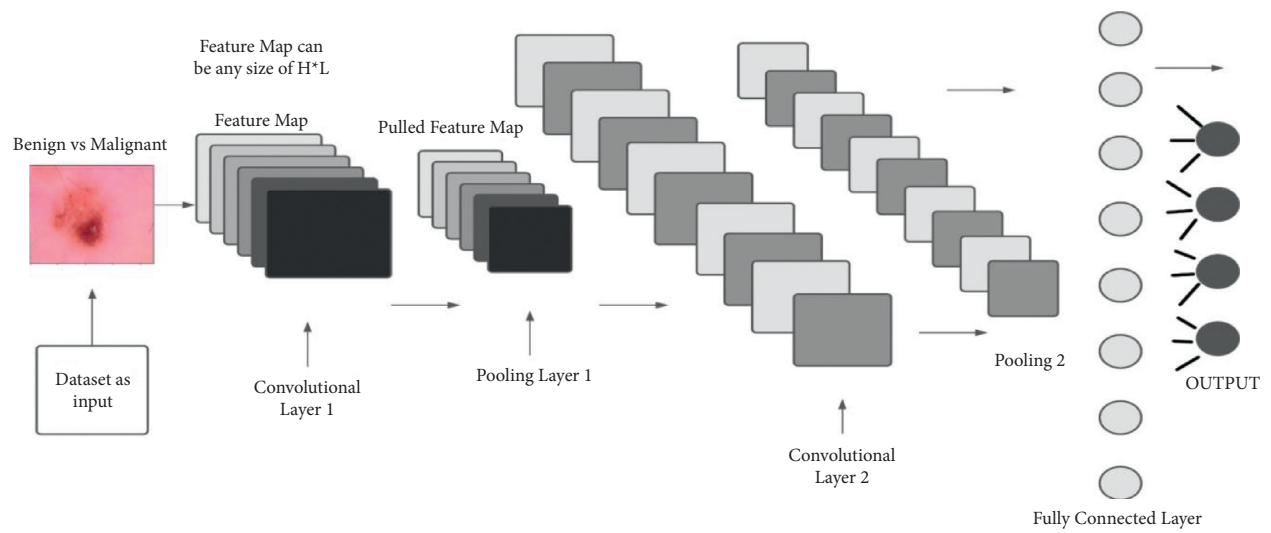 Feature Map can
be any size of H*L
Feature Map
Pulled Feature Map
Benign vs Malignant
Dataset as
input
Convolutional
Layer 1
Pooling Layer 1
Convolutional
Layer 2
Pooling 2
OUTPUT
Fully Connected Layer